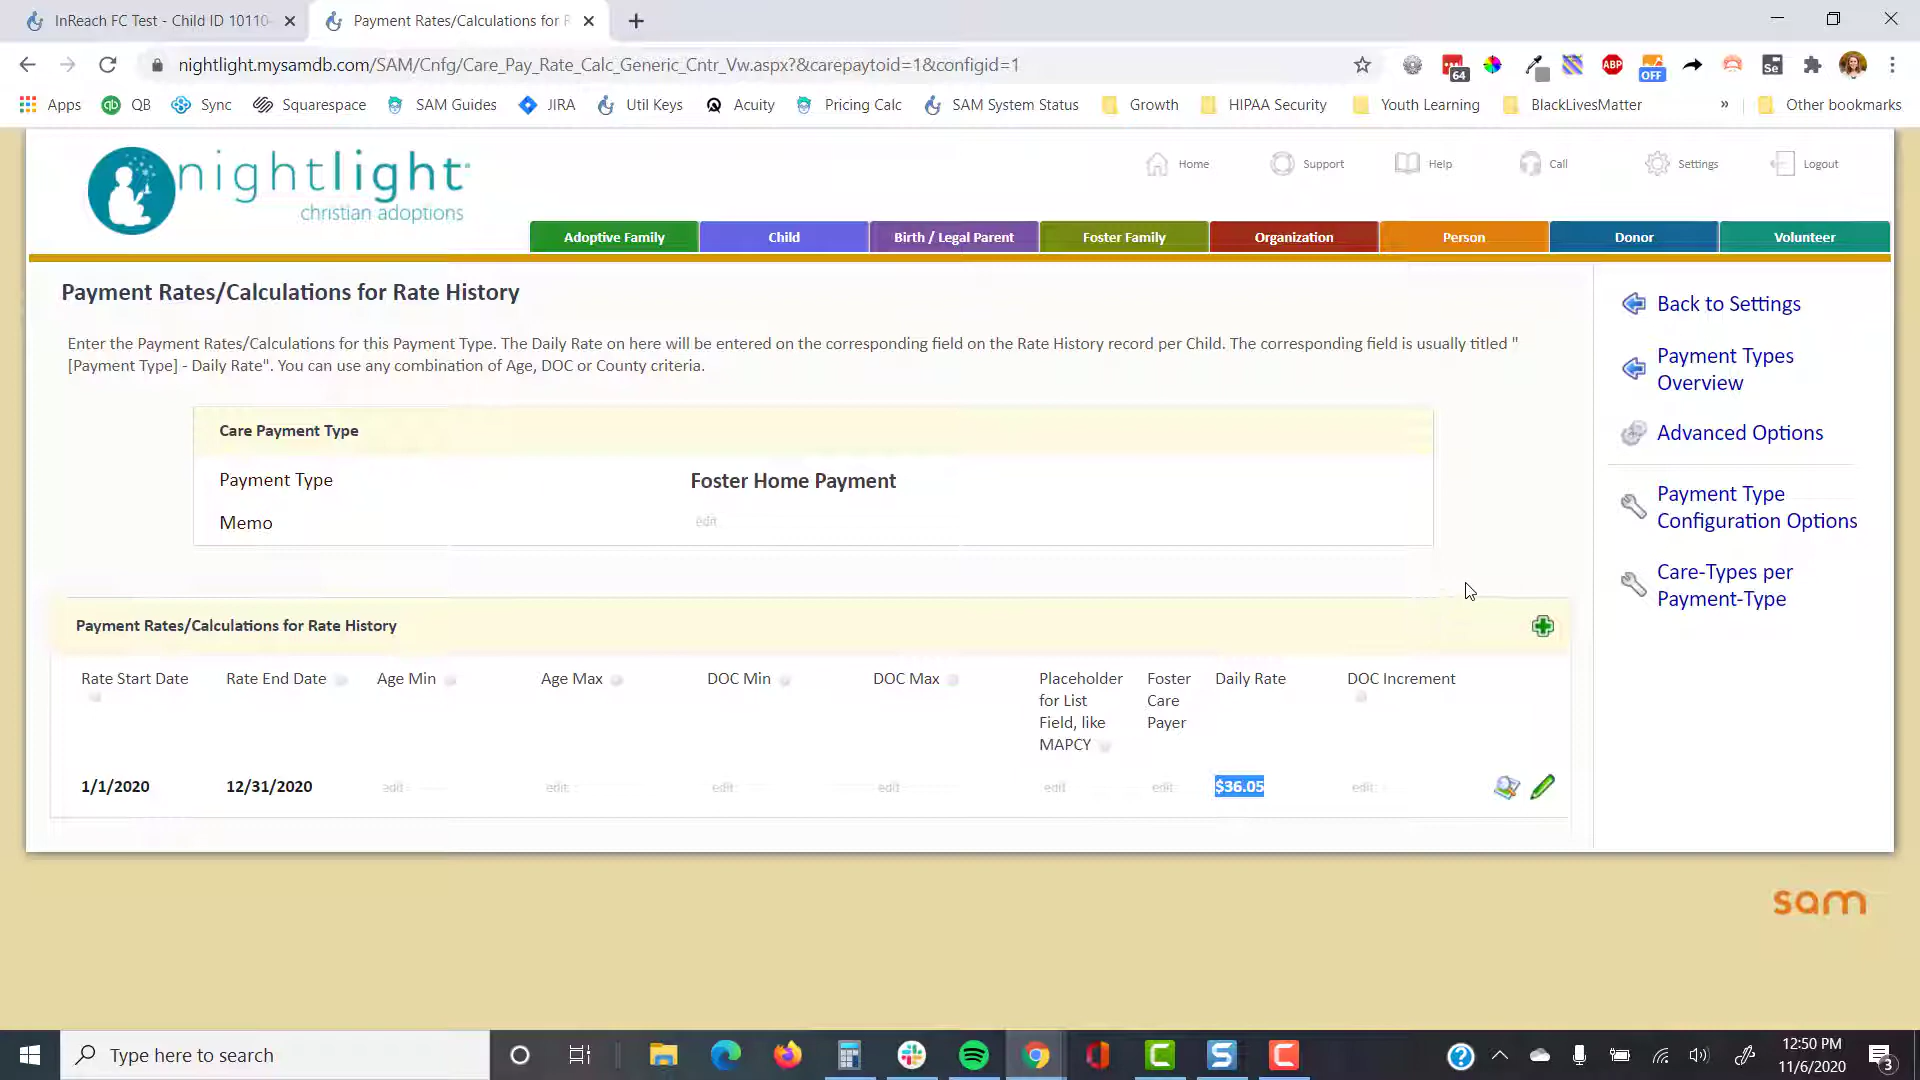 InReach FC Test - Child ID 10110
Payment Rates/Calculations for R
nightlight.mysamdb.com/SAM/Cnfg/Care_Pay_Rate_Calc_Generic_Cntr_Vw.aspx?&carepaytoid=1&configid=1
64
ABP
OFF
Se
Apps
QB
Sync
Squarespace
SAM Guides
JIRA
Util Keys
Acuity
Pricing Calc
SAM System Status
Growth
HIPAA Security
Youth Learning
BlackLivesMatter
»
Other bookmarks
nightlight
christian adoptions
Home
Support
Help
Call
Settings
Logout
Adoptive Family
Child
Birth / Legal Parent
Foster Family
Organization
Person
Donor
Volunteer
Payment Rates/Calculations for Rate History
Enter the Payment Rates/Calculations for this Payment Type. The Daily Rate on here will be entered on the corresponding field on the Rate History record per Child. The corresponding field is usually titled "
[Payment Type] - Daily Rate". You can use any combination of Age, DOC or County criteria.
Care Payment Type
Payment Type
Foster Home Payment
Memo
edit
Back to Settings
Payment Types
Overview
Advanced Options
Payment Type
Configuration Options
Care-Types per
Payment-Type
Payment Rates/Calculations for Rate History
Rate Start Date
Rate End Date
Age Min
Age Max
DOC Min
DOC Max
Placeholder
for List
Field, like
MAPCY
Foster
Care
Payer
Daily Rate
DOC Increment
1/1/2020
12/31/2020
edit
edit
edit
edit
edit
edit
$36.05
edit
sam
Type here to search
12:50 PM
11/6/2020
3